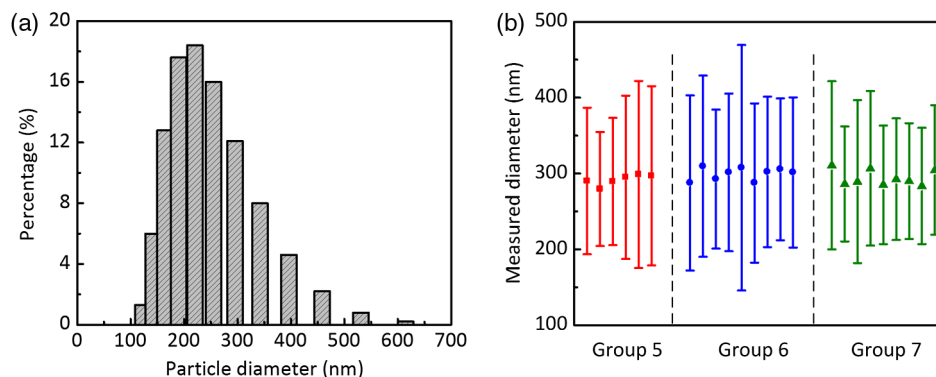 (a)
20
16
12
8
4
0
Percentage (%)
0 100 200 300 400 500 600 700
Particle diameter (nm)
(b)
500
400
300
200
100
Measured diameter (nm)
Group 5 Group 6 Group 7